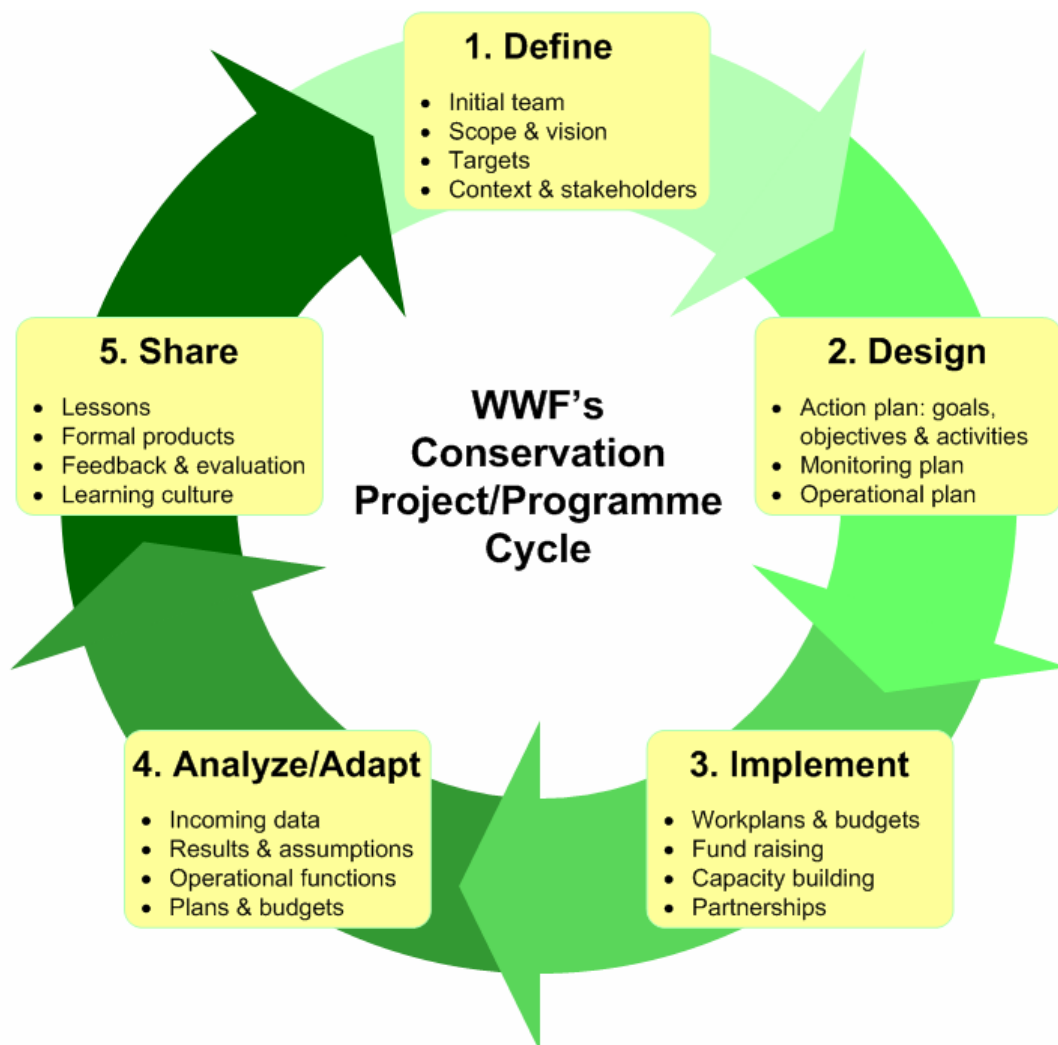 1. Define
• Initial team
• Scope & vision
• Targets
• Context & stakeholders
2. Design
• Action plan: goals,
objectives & activities
• Monitoring plan
• Operational plan
3. Implement
• Workplans & budgets
• Fund raising
• Capacity building
• Partnerships
4. Analyze/Adapt
• Incoming data
• Results & assumptions
• Operational functions
• Plans & budgets
5. Share
• Lessons
• Formal products
• Feedback & evaluation
• Learning culture
WWF’s
Conservation
Project/Programme
Cycle